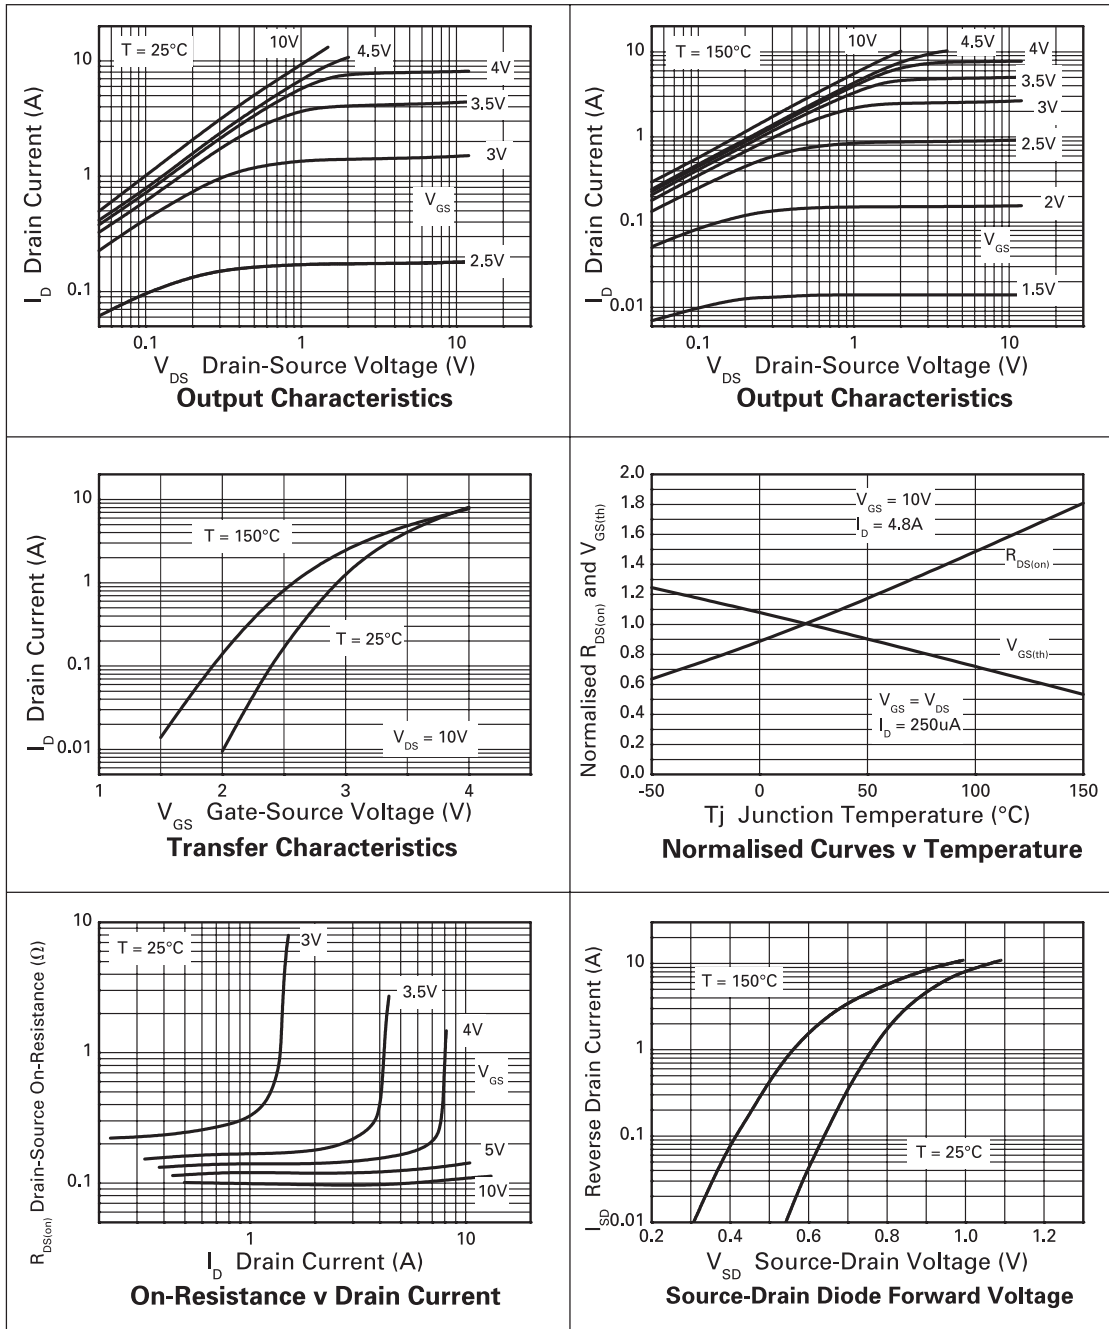 T = 25°C
10V
4.5V
4V
3.5V
3V
V_GS
2.5V
10
1
0.1
I_D Drain Current (A)
0.1 1 10
V_DS Drain-Source Voltage (V)
Output Characteristics
T = 150°C
10V
4.5V
4V
3.5V
3V
2.5V
2V
V_GS
1.5V
10
1
0.1
0.01
I_D Drain Current (A)
0.1 1 10
V_DS Drain-Source Voltage (V)
Output Characteristics
T = 150°C
T = 25°C
V_DS = 10V
10
1
0.1
0.01
I_D Drain Current (A)
1 2 3 4
V_GS Gate-Source Voltage (V)
Transfer Characteristics
V_GS = 10V
I_D = 4.8A
R_DS(on)
V_GS(th)
V_GS = V_DS
I_D = 250uA
2.0
1.8
1.6
1.4
1.2
1.0
0.8
0.6
0.4
0.2
0.0
Normalised R_DS(on) and V_GS(th)
-50 0 50 100 150
Tj Junction Temperature (°C)
Normalised Curves v Temperature
T = 25°C
3V
3.5V
4V
V_GS
5V
10V
10
1
0.1
R_DS(on) Drain-Source On-Resistance (Ω)
1 10
I_D Drain Current (A)
On-Resistance v Drain Current
T = 150°C
T = 25°C
10
1
0.1
0.01
I_SD Reverse Drain Current (A)
0.2 0.4 0.6 0.8 1.0 1.2
V_SD Source-Drain Voltage (V)
Source-Drain Diode Forward Voltage